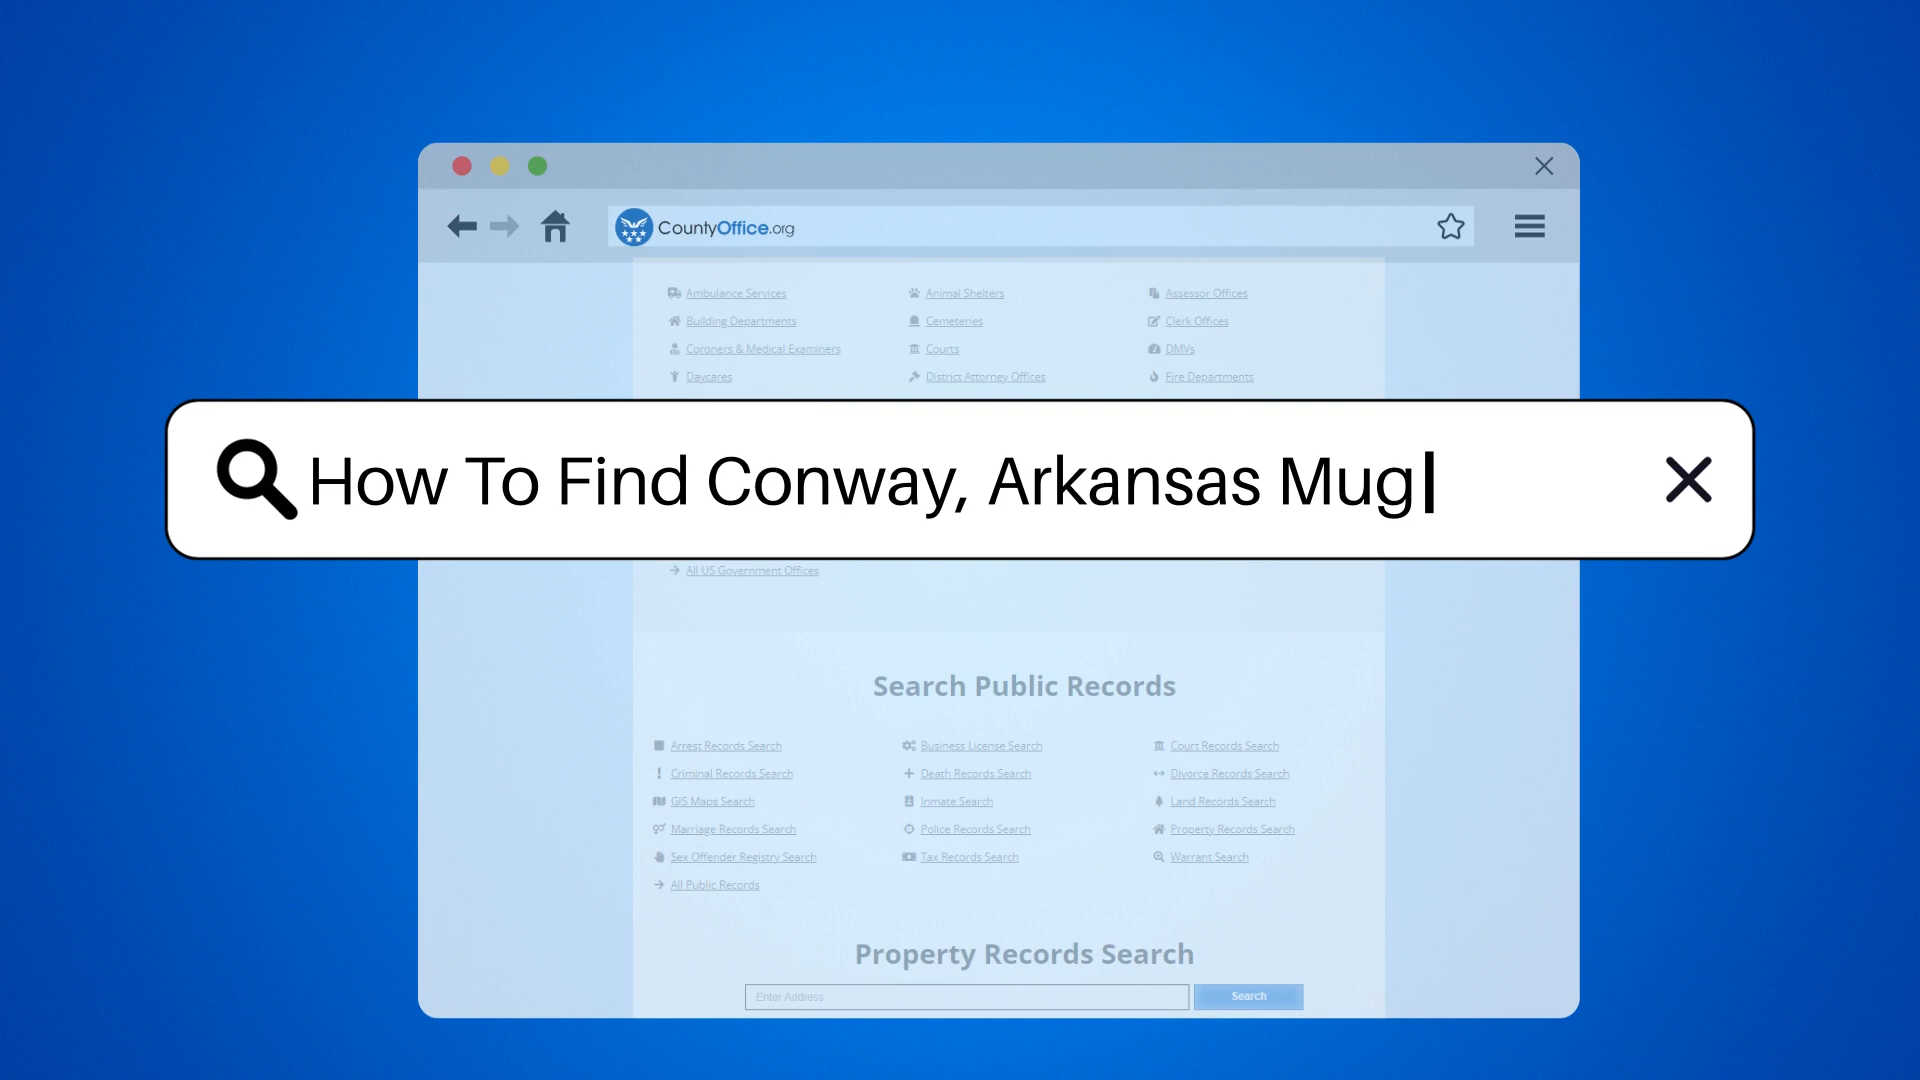 CountyOffice.org
Ambulance Services Animal Shelters Assessor Offices
Building Departments Cemeteries Clerk Offices
Coroners & Medical Examiners Courts DMVs
Daycares District Attorney Offices Fire Departments
How To Find Conway, Arkansas Mug
All US Government Offices
Search Public Records
Arrest Records Search Business License Search Court Records Search
Criminal Records Search Death Records Search Divorce Records Search
GIS Maps Search Inmate Search Land Records Search
Marriage Records Search Police Records Search Property Records Search
Sex Offender Registry Search Tax Records Search Warrant Search
All Public Records
Property Records Search
Enter Address Search